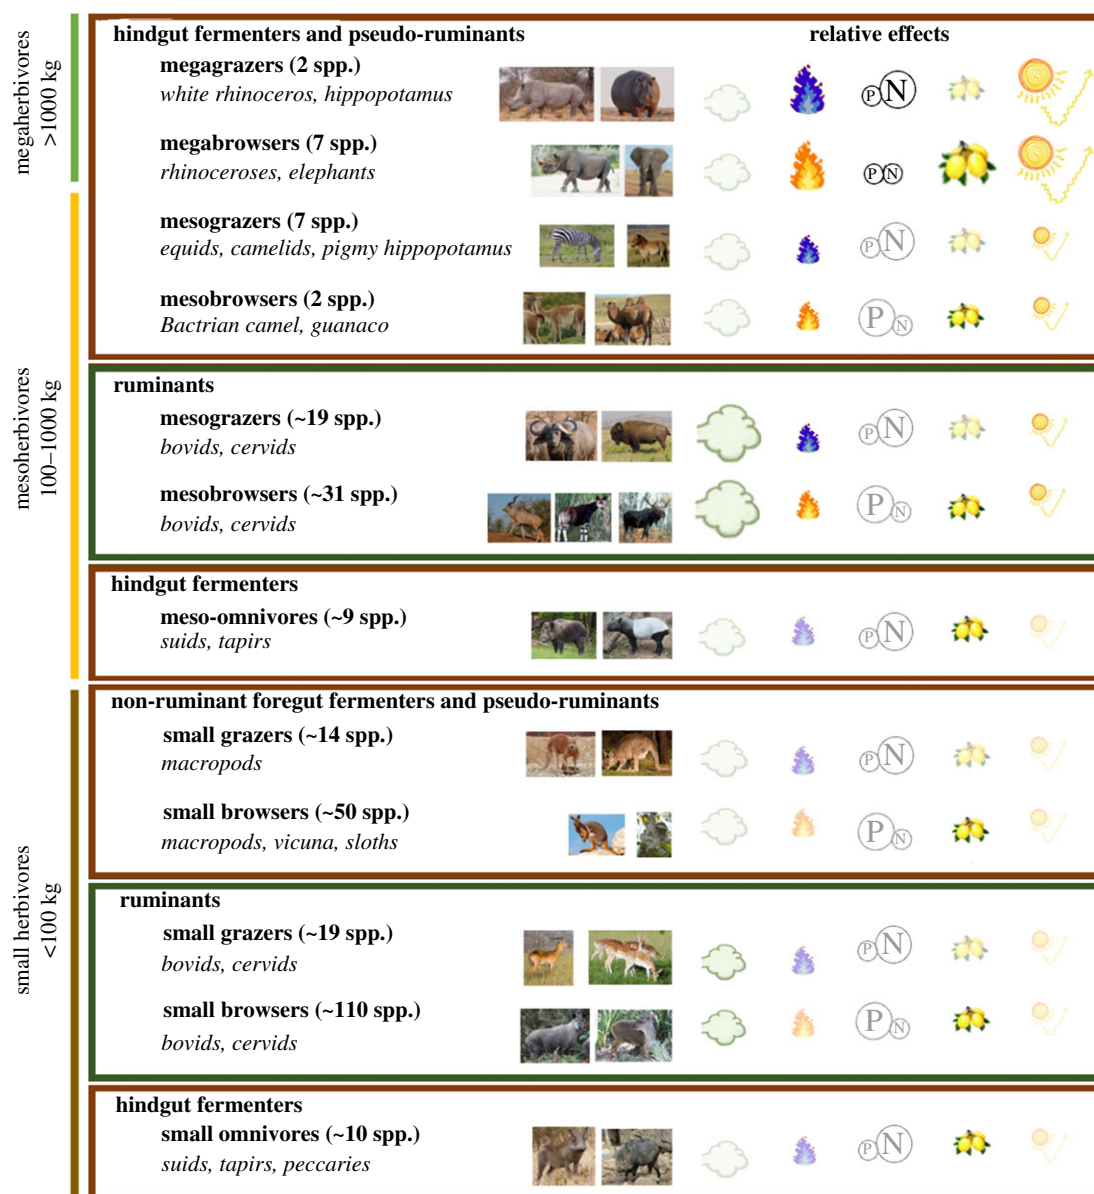 hindgut fermenters and pseudo-ruminants
relative effects
megaherbivores
>1000 kg
megagrazers (2 spp.)
white rhinoceros, hippopotamus
P N
megabrowsers (7 spp.)
rhinoceroses, elephants
P N
mesoherbivores
100–1000 kg
mesograzers (7 spp.)
equids, camelids, pigmy hippopotamus
P N
mesobrowsers (2 spp.)
Bactrian camel, guanaco
P N
ruminants
mesograzers (~19 spp.)
bovids, cervids
P N
mesobrowsers (~31 spp.)
bovids, cervids
P N
hindgut fermenters
meso-omnivores (~9 spp.)
suids, tapirs
P N
small herbivores
<100 kg
non-ruminant foregut fermenters and pseudo-ruminants
small grazers (~14 spp.)
macropods
P N
small browsers (~50 spp.)
macropods, vicuna, sloths
P N
ruminants
small grazers (~19 spp.)
bovids, cervids
P N
small browsers (~110 spp.)
bovids, cervids
P N
hindgut fermenters
small omnivores (~10 spp.)
suids, tapirs, peccaries
P N